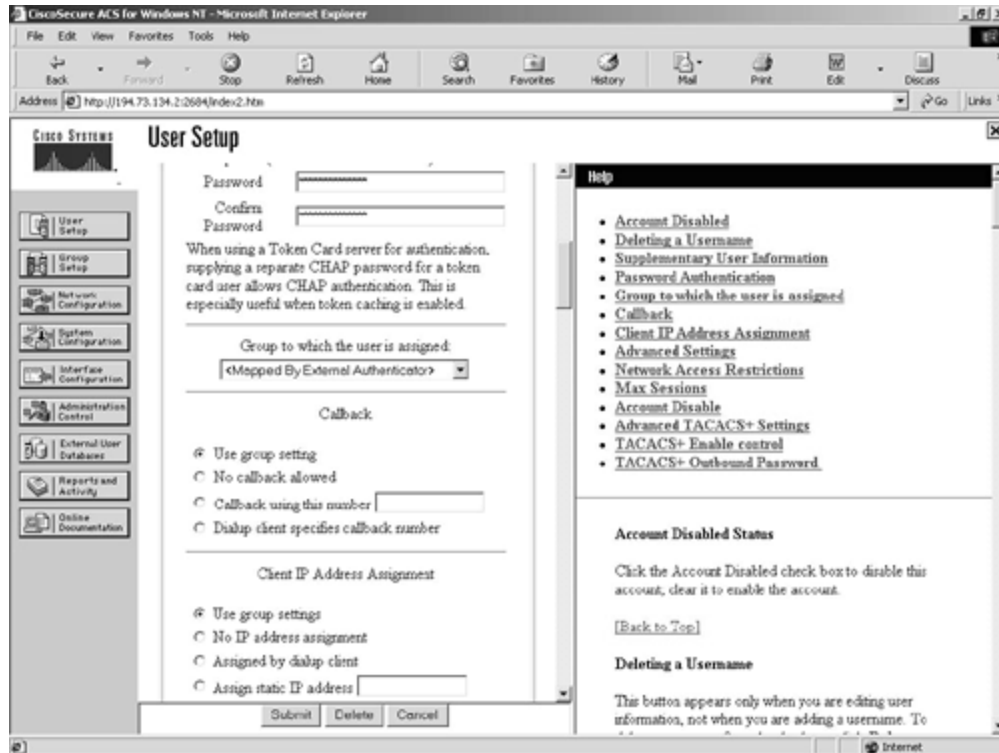 CiscoSecure ACS for Windows NT - Microsoft Internet Explorer
File Edit View Favorites Tools Help
Back Forward Stop Refresh Home Search Favorites History Mail Print Edit Discuss
Address http://194.73.134.2:2684/index2.htm Go Links
CISCO SYSTEMS
User Setup
User Setup
Group Setup
Network Configuration
System Configuration
Interface Configuration
Administration Control
External User Databases
Reports and Activity
Online Documentation
Password
Confirm
Password
When using a Token Card server for authentication,
supplying a separate CHAP password for a token
card user allows CHAP authentication. This is
especially useful when token caching is enabled.
Group to which the user is assigned:
<Mapped By External Authenticator>
Callback
Use group setting
No callback allowed
Callback using this number
Dialup client specifies callback number
Client IP Address Assignment
Use group settings
No IP address assignment
Assigned by dialup client
Assign static IP address
Submit Delete Cancel
Help
Account Disabled
Deleting a Username
Supplementary User Information
Password Authentication
Group to which the user is assigned
Callback
Client IP Address Assignment
Advanced Settings
Network Access Restrictions
Max Sessions
Account Disable
Advanced TACACS+ Settings
TACACS+ Enable control
TACACS+ Outbound Password
Account Disabled Status
Click the Account Disabled check box to disable this
account, clear it to enable the account.
[Back to Top]
Deleting a Username
This button appears only when you are editing user
information, not when you are adding a username. To
Internet